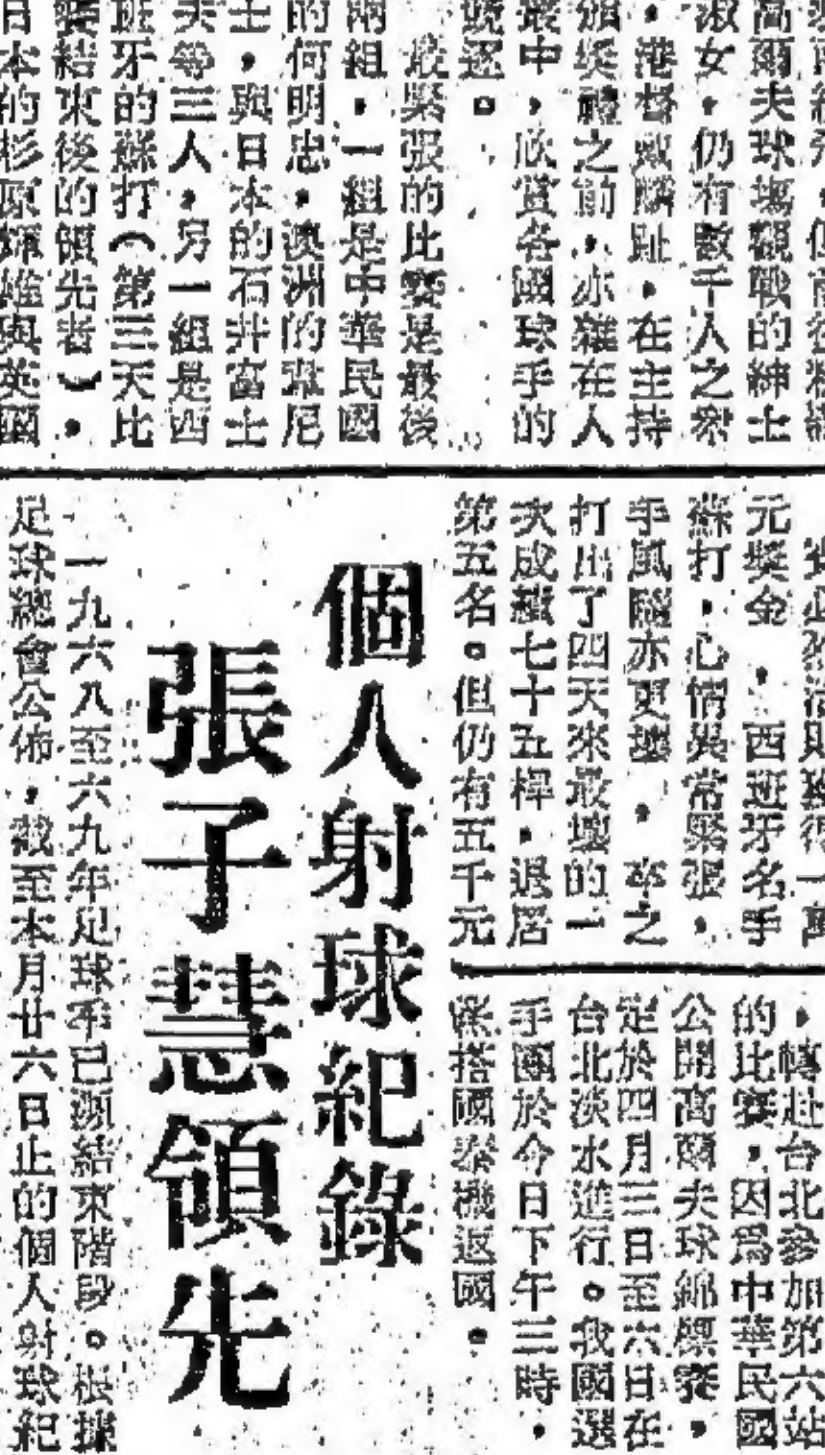 高爾夫球場觀戰的紳士
淑女,仍有數千人之衆
,港督戴麟趾,在主持
頒獎禮之前,亦雜在人
叢中,欣賞各國球手的
最緊張的比賽是最後
兩組,一組是中華民國
的何明忠,澳洲的韋尼
士,與日本的石井富士
夫等三人,另一組是西
班牙的蘇打(第三天比
賽結束後的領先者),
日本的杉原輝雄與英國
元獎金,西班牙名手
蘇打,心情異常緊張,
手風隨亦更壞,卒之
打出了四天來最壞的一
次成績七十五桿,退居
第五名。但仍有五千元
,轉赴台北參加第六站
的比賽,因爲中華民國
公開高爾夫球錦標賽,
定於四月三日至六日在
台北淡水進行。我國選
手團於今日下午三時,
搭國泰機返國。
個人射球紀錄
張子慧領先
一九六八至六九年足球季已瀕結束階段。根據
足球總會公佈,截至本月廿六日止的個人射球紀